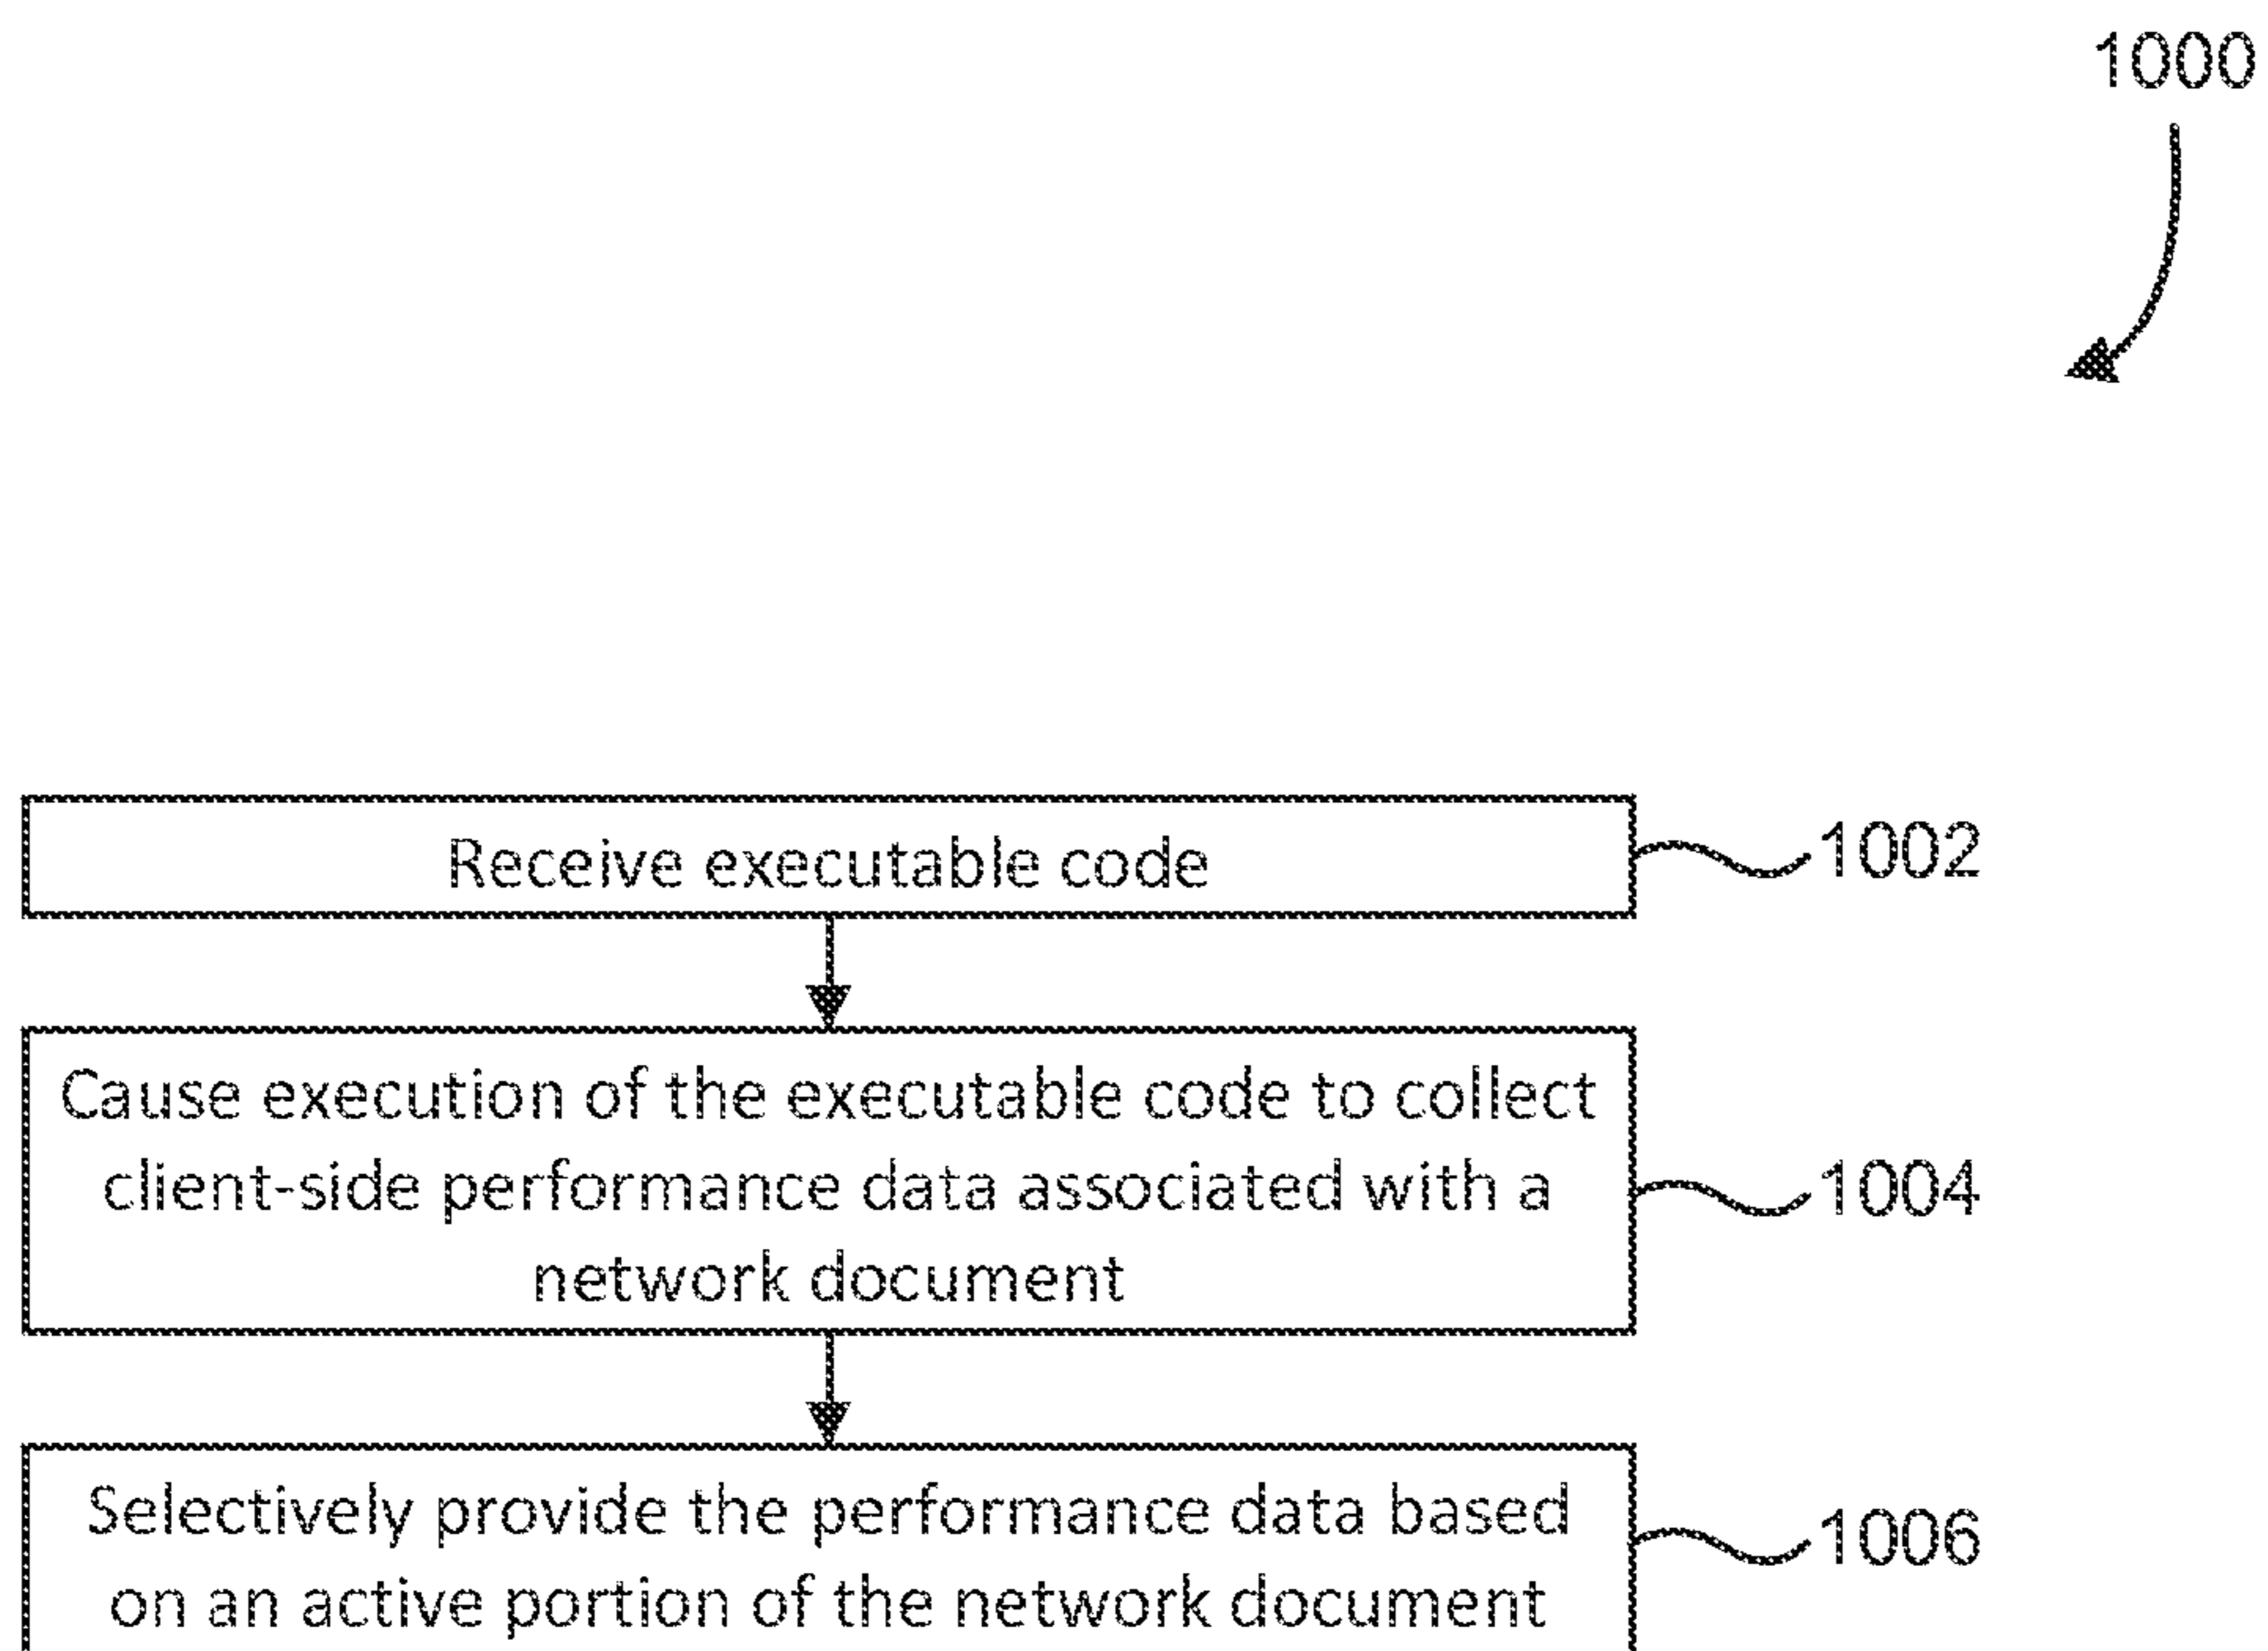 1000
Receive executable code
1002
Cause execution of the executable code to collect
client-side performance data associated with a
network document
1004
Selectively provide the performance data based
on an active portion of the network document
1006